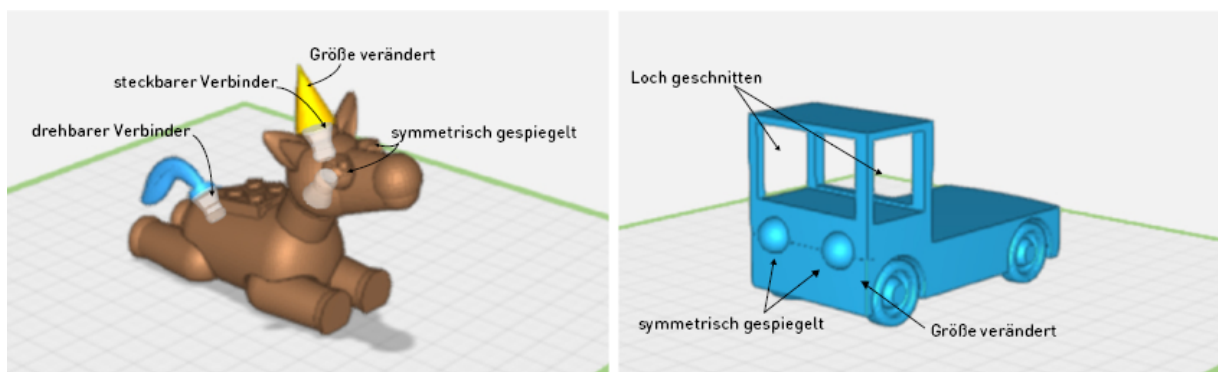 Größe verändert
steckbarer Verbinder
drehbarer Verbinder
symmetrisch gespiegelt
Loch geschnitten
symmetrisch gespiegelt
Größe verändert